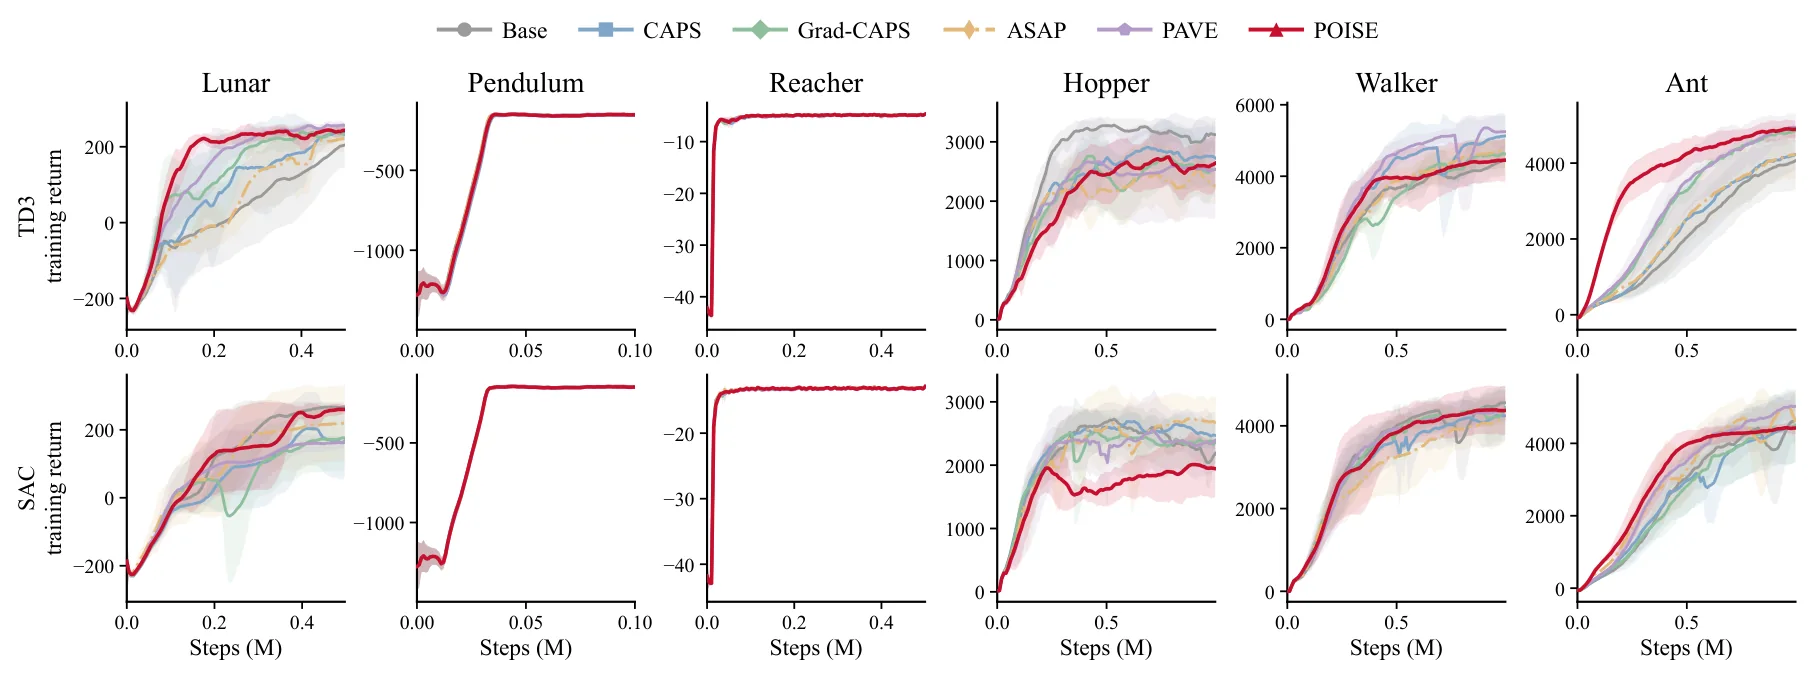 Base CAPS Grad-CAPS ASAP PAVE POISE
Lunar Pendulum Reacher Hopper Walker Ant
TD3
training return
200
0
−200
0.0 0.2 0.4
−500
−1000
0.00 0.05 0.10
−10
−20
−30
−40
0.0 0.2 0.4
3000
2000
1000
0
0.0 0.5
6000
4000
2000
0
0.0 0.5
4000
2000
0
0.0 0.5
SAC
training return
200
0
−200
0.0 0.2 0.4
Steps (M)
−500
−1000
0.00 0.05 0.10
Steps (M)
−20
−30
−40
0.0 0.2 0.4
Steps (M)
3000
2000
1000
0
0.0 0.5
Steps (M)
4000
2000
0
0.0 0.5
Steps (M)
4000
2000
0
0.0 0.5
Steps (M)